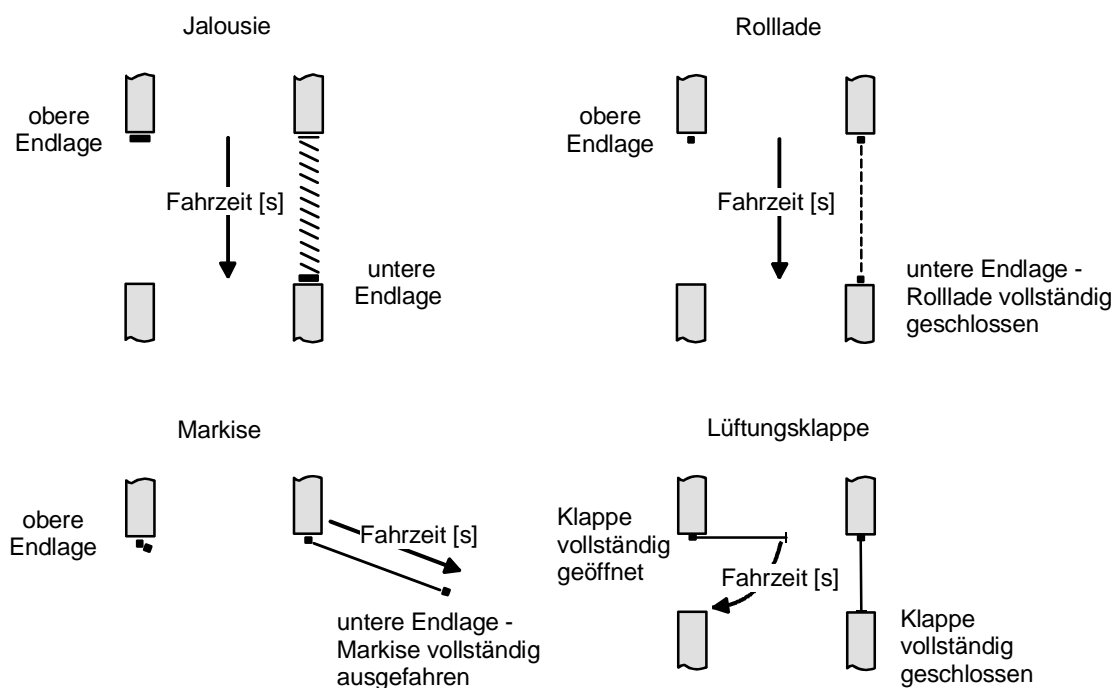 Jalousie
obere
Endlage
Fahrzeit [s]
untere
Endlage
Rolllade
obere
Endlage
Fahrzeit [s]
untere Endlage -
Rolllade vollständig
geschlossen
Markise
obere
Endlage
Fahrzeit [s]
untere Endlage -
Markise vollständig
ausgefahren
Lüftungsklappe
Klappe
vollständig
geöffnet
Fahrzeit [s]
Klappe
vollständig
geschlossen